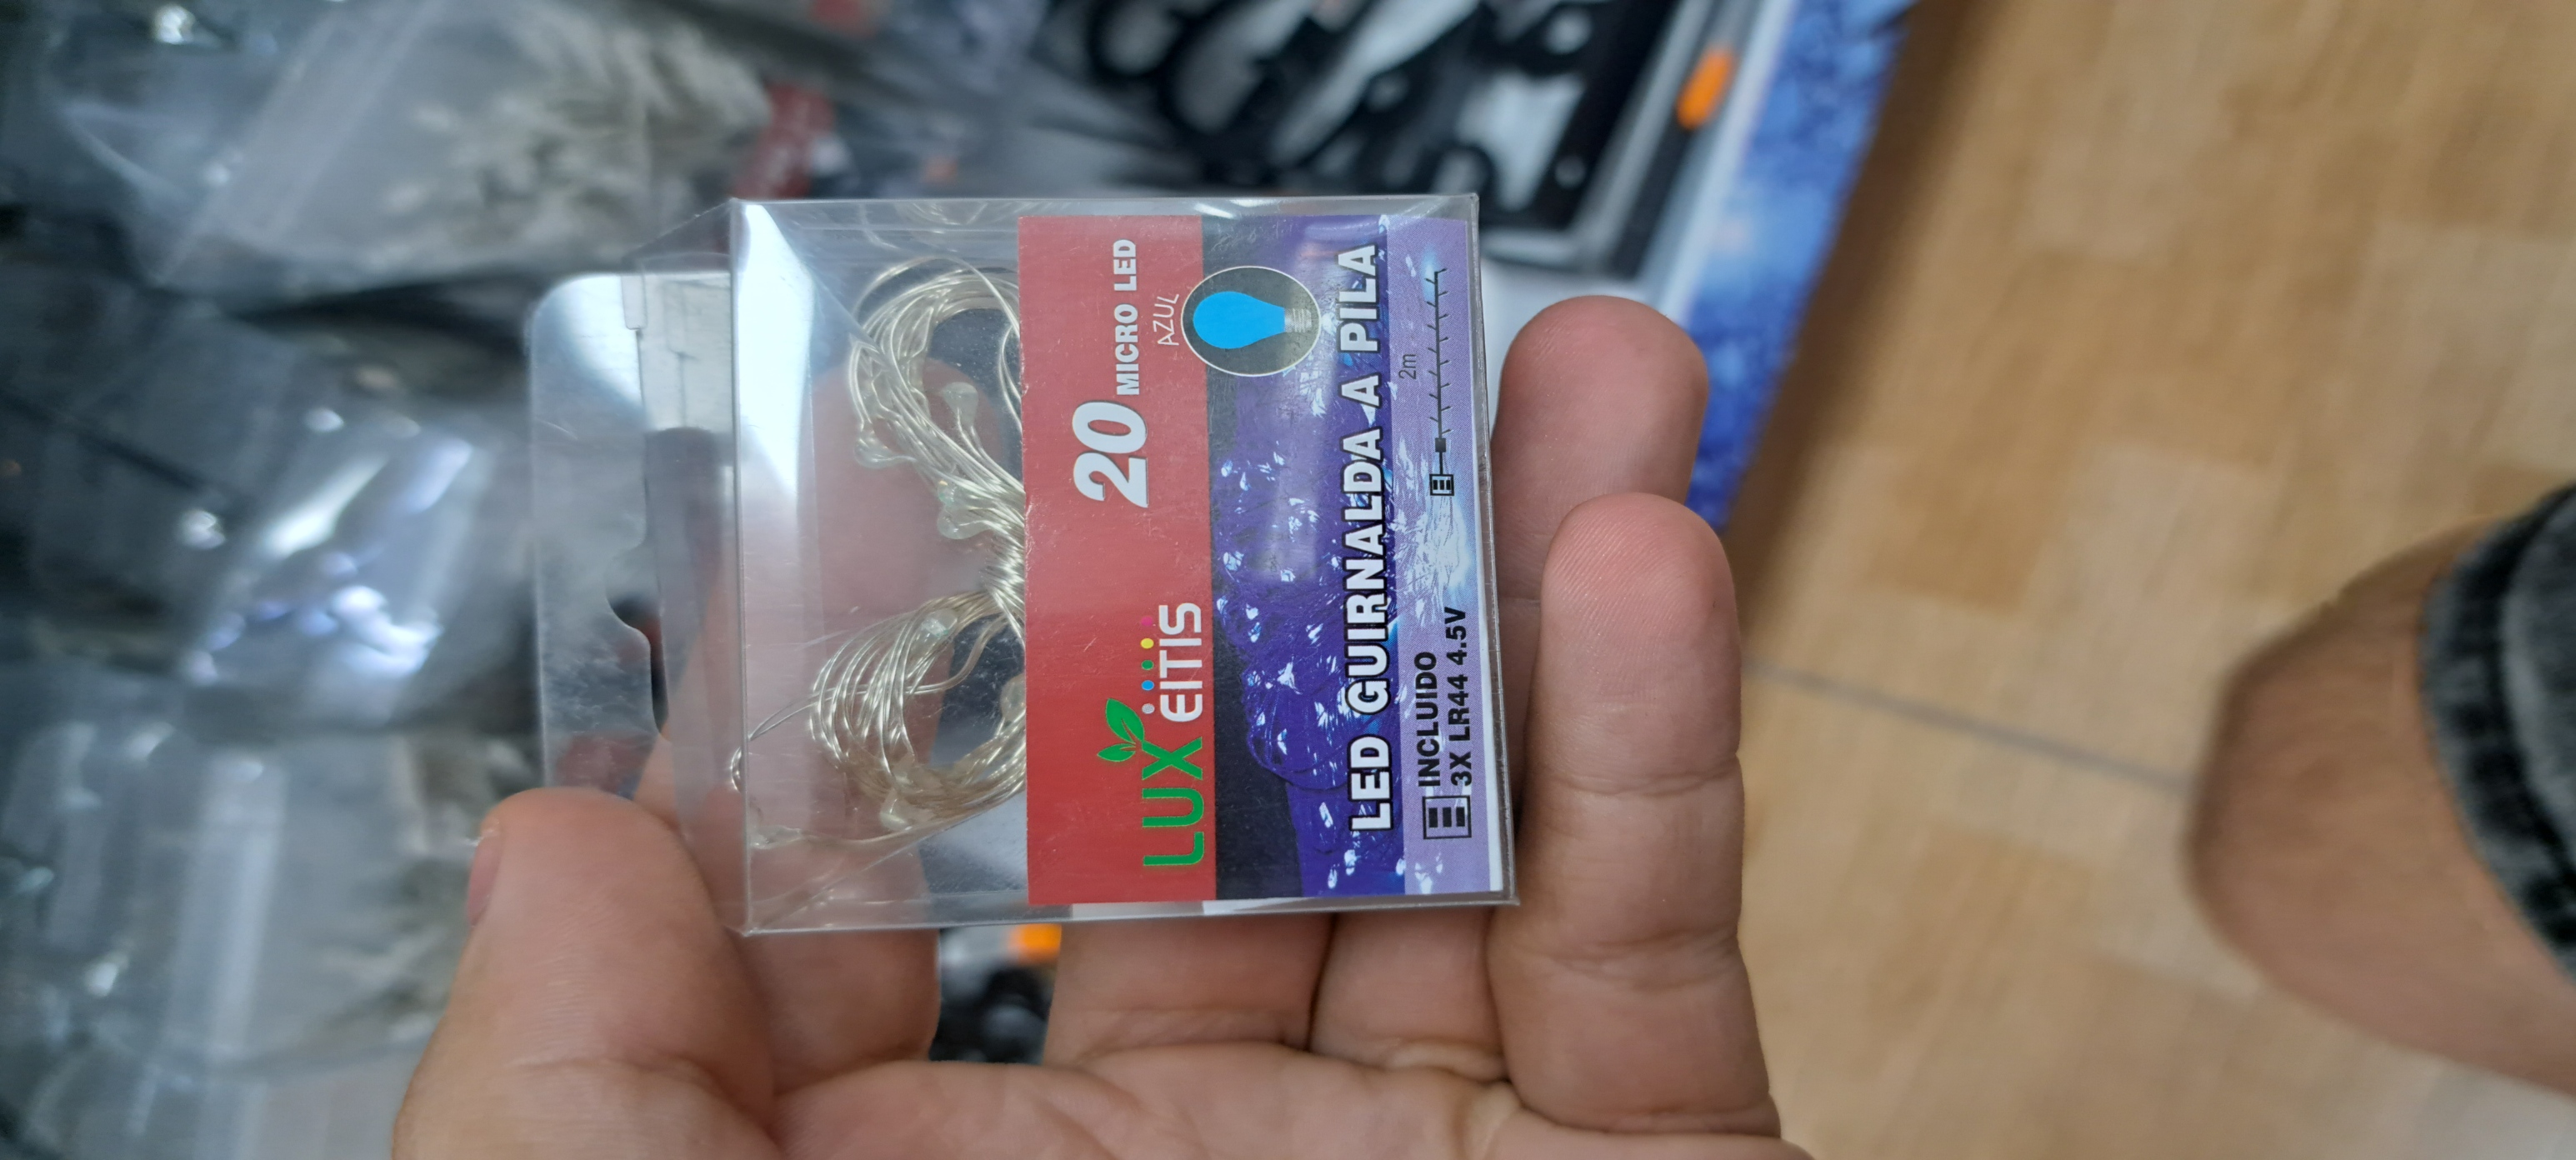 20 MICRO LED
AZUL
LUX EITIS
LED GUIRNALDA A PILA
2m
INCLUIDO
3X LR44 4.5V